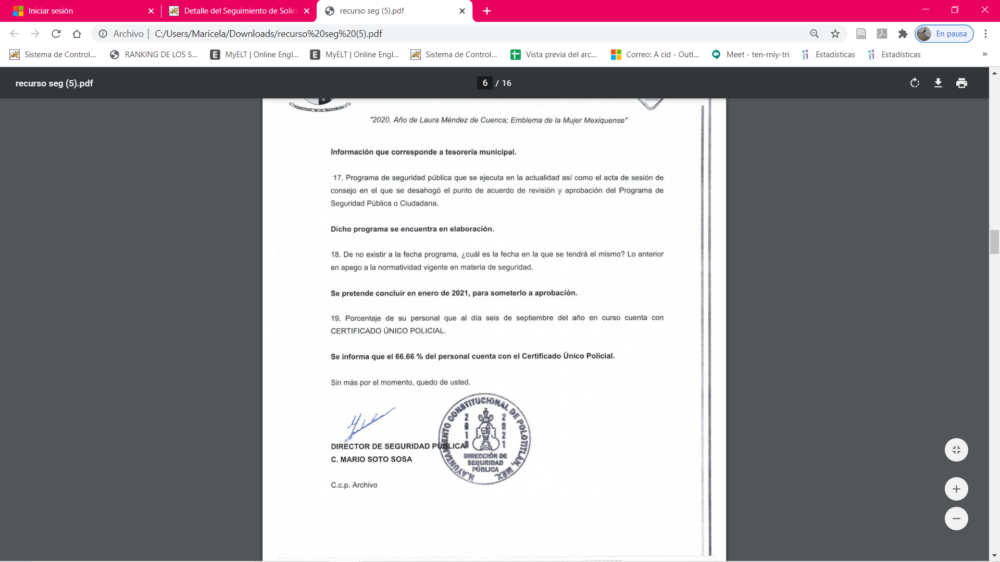 Iniciar sesión
Detalle del Seguimiento de Solici
recurso seg (5).pdf
Archivo
C:/Users/Maricela/Downloads/recurso%20seg%20(5).pdf
En pausa
Sistema de Control...
RANKING DE LOS S...
MyELT | Online Engl...
MyELT | Online Engl...
Sistema de Control...
Vista previa del arc...
Correo: A cid - Outl...
Meet - ten-rniy-tri
Estadísticas
Estadísticas
»
recurso seg (5).pdf
6 / 16
"2020. Año de Laura Méndez de Cuenca; Emblema de la Mujer Mexiquense"
Información que corresponde a tesorería municipal.
17. Programa de seguridad pública que se ejecuta en la actualidad así como el acta de sesión de
consejo en el que se desahogó el punto de acuerdo de revisión y aprobación del Programa de
Seguridad Pública o Ciudadana.
Dicho programa se encuentra en elaboración.
18. De no existir a la fecha programa, ¿cuál es la fecha en la que se tendrá el mismo? Lo anterior
en apego a la normatividad vigente en materia de seguridad.
Se pretende concluir en enero de 2021, para someterlo a aprobación.
19. Porcentaje de su personal que al día seis de septiembre del año en curso cuenta con
CERTIFICADO ÚNICO POLICIAL.
Se informa que el 66.66 % del personal cuenta con el Certificado Único Policial.
Sin más por el momento, quedo de usted.
H. AYUNTAMIENTO CONSTITUCIONAL DE POLOTITLAN, MEX.
2019 2021
DIRECCIÓN DE
SEGURIDAD
PÚBLICA
DIRECTOR DE SEGURIDAD PÚBLICA
C. MARIO SOTO SOSA
C.c.p. Archivo